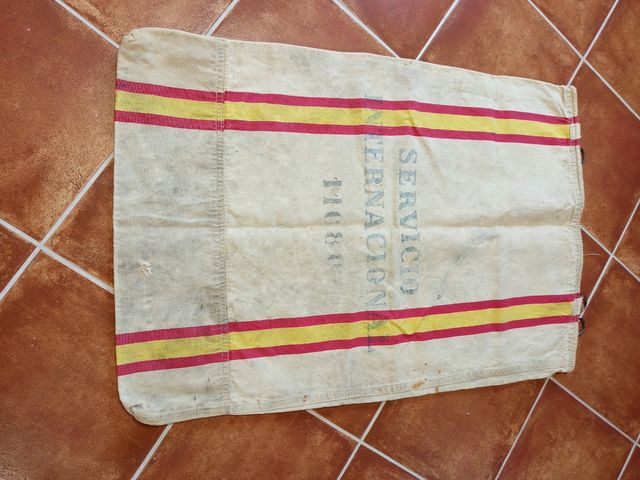 SERVICIO
INTERNACIONAL
11080